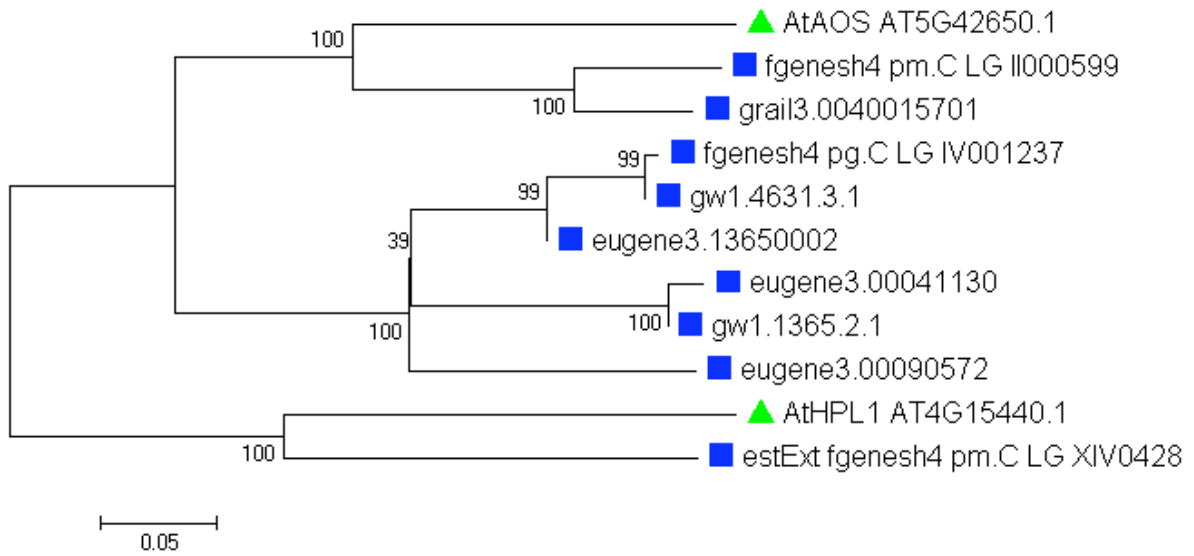 AtAOS AT5G42650.1
100
fgenesh4 pm.C LG II000599
100
grail3.0040015701
fgenesh4 pg.C LG IV001237
99
99
gw1.4631.3.1
39
eugene3.13650002
eugene3.00041130
100
gw1.1365.2.1
100
eugene3.00090572
AtHPL1 AT4G15440.1
100
estExt fgenesh4 pm.C LG XIV0428
0.05